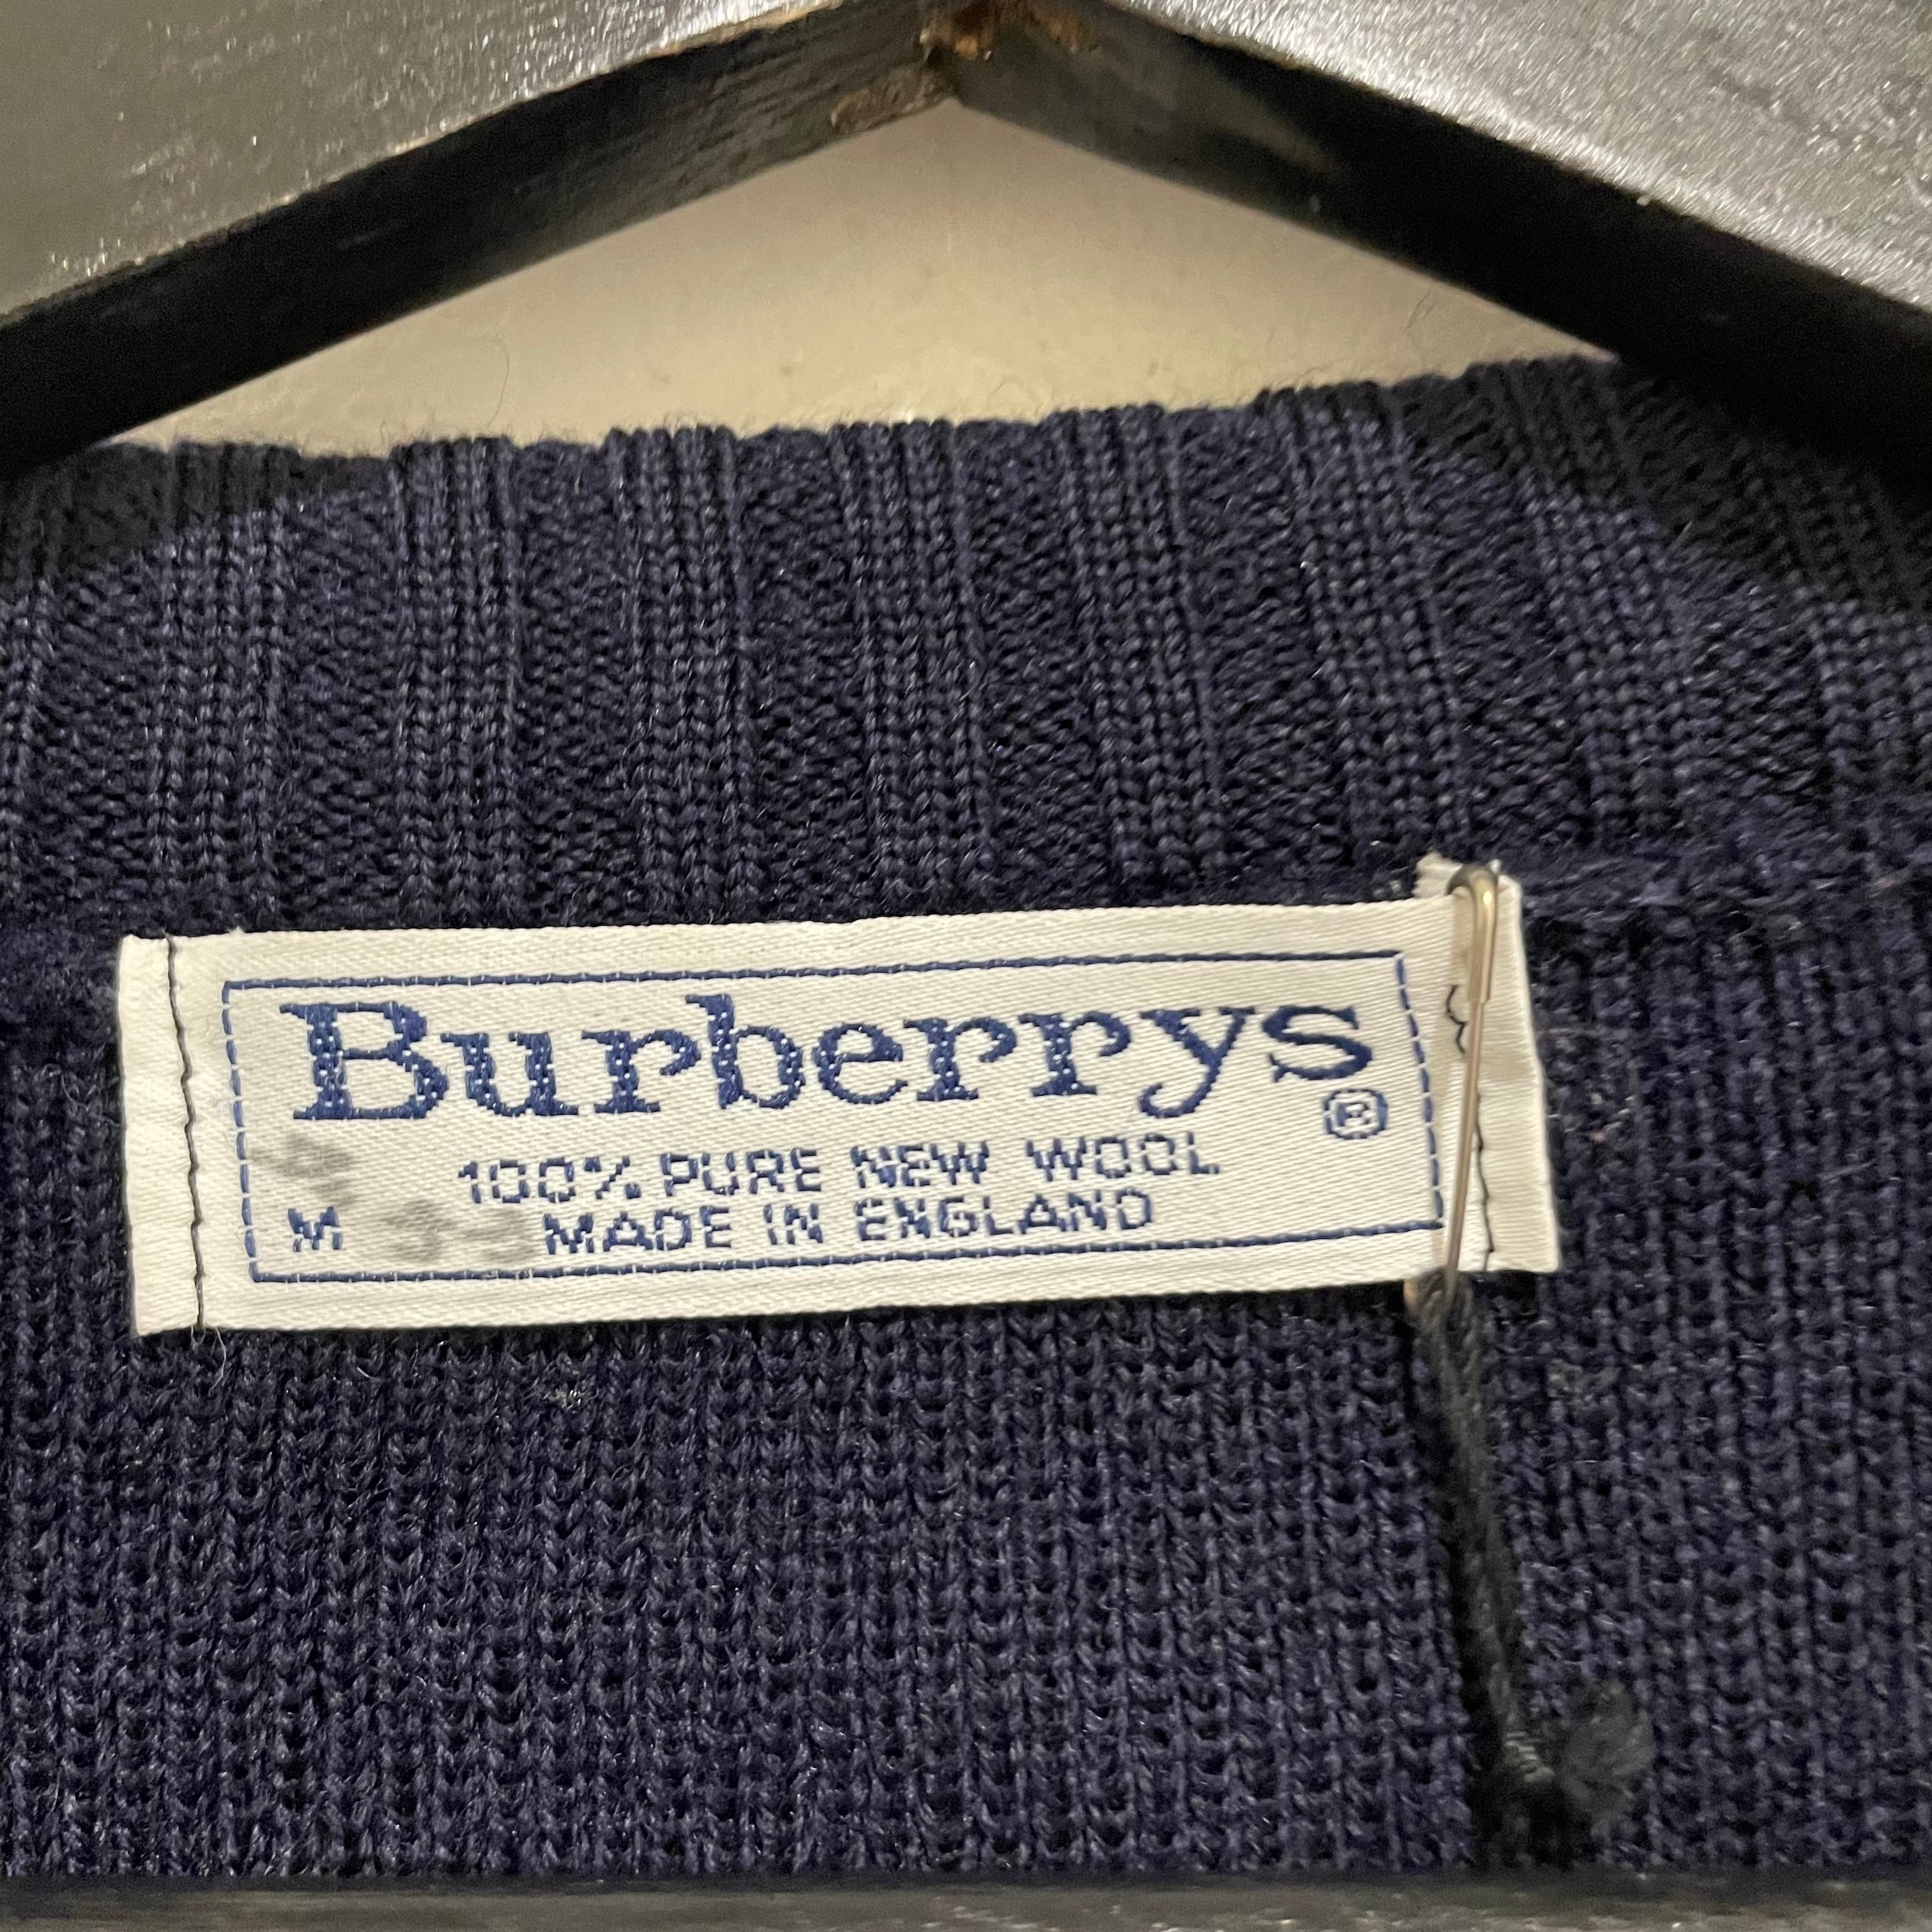 Burberrys
®
100% PURE NEW WOOL
M MADE IN ENGLAND